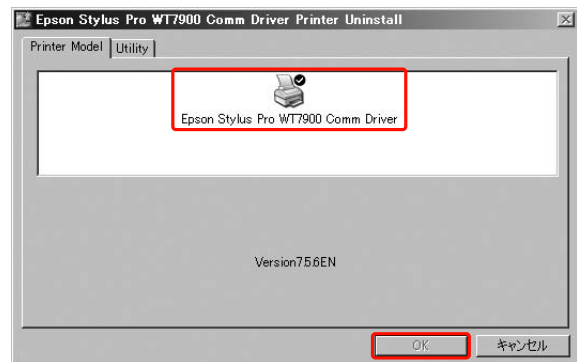 Epson Stylus Pro WT7900 Comm Driver Printer Uninstall
Printer Model
Utility
Epson Stylus Pro WT7900 Comm Driver
Version7.5.6EN
OK
キャンセル